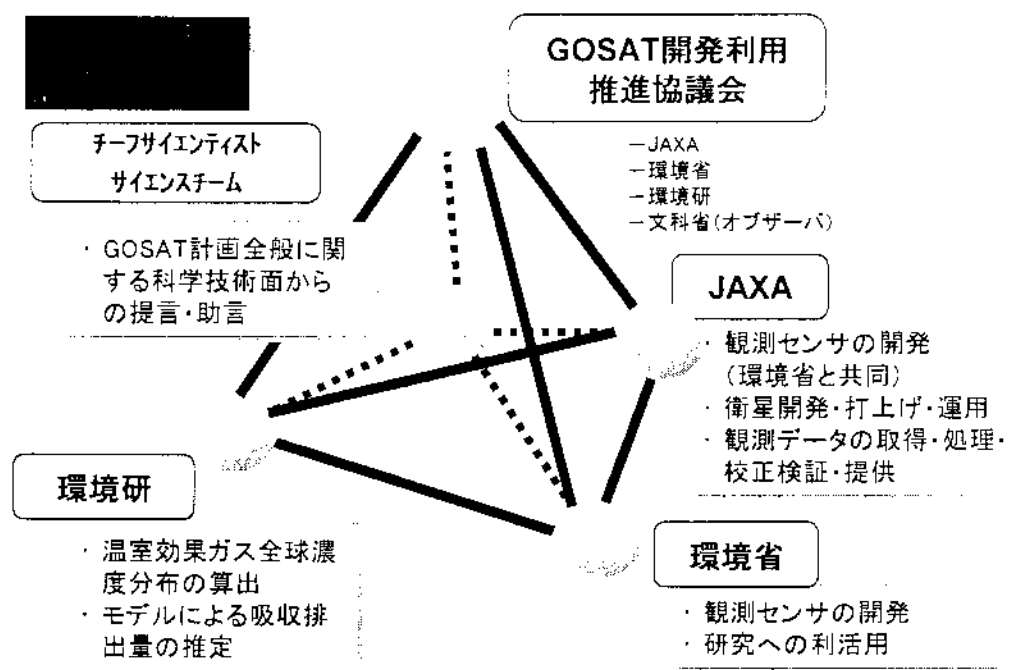 GOSAT開発利用
推進協議会
－JAXA
－環境省
－環境研
－文科省(オブザーバ)
チーフサイエンティスト
サイエンスチーム
・GOSAT計画全般に関
する科学技術面から
の提言・助言
JAXA
・観測センサの開発
(環境省と共同)
・衛星開発・打上げ・運用
・観測データの取得・処理・
校正検証・提供
環境研
・温室効果ガス全球濃
度分布の算出
・モデルによる吸収排
出量の推定
環境省
・観測センサの開発
・研究への利活用